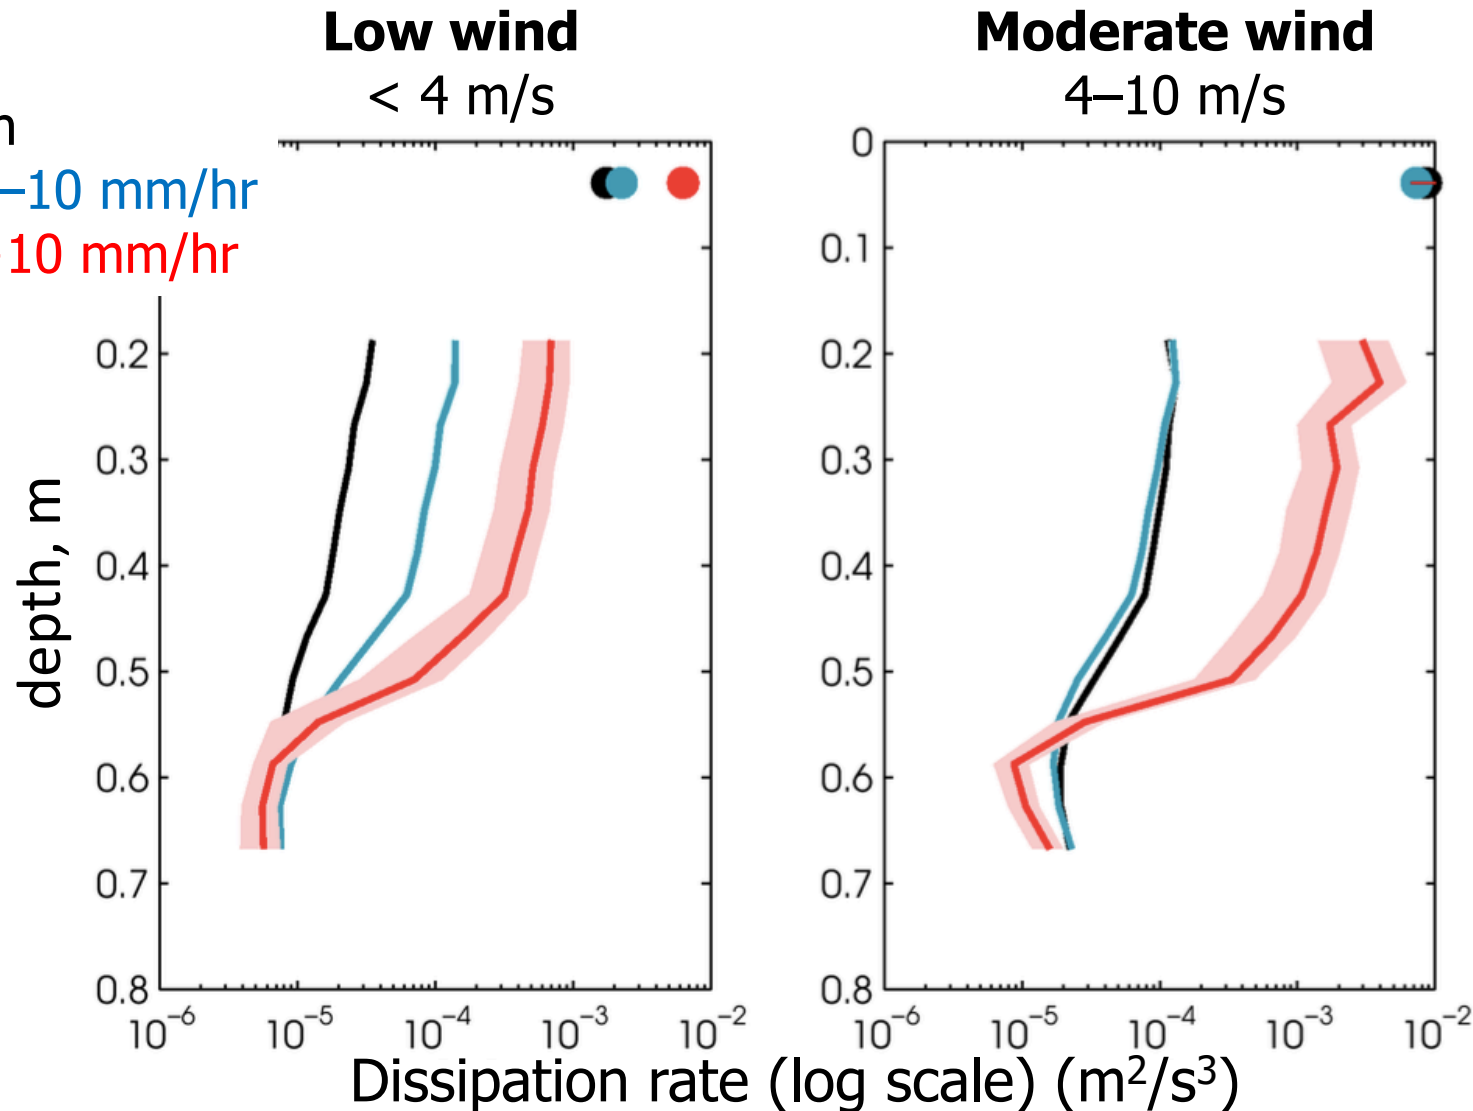 Low wind
< 4 m/s
Moderate wind
4–10 m/s
–10 mm/hr
10 mm/hr
depth, m
0.2
0.3
0.4
0.5
0.6
0.7
0.8
10⁻⁶ 10⁻⁵ 10⁻⁴ 10⁻³ 10⁻²
0
0.1
0.2
0.3
0.4
0.5
0.6
0.7
0.8
10⁻⁶ 10⁻⁵ 10⁻⁴ 10⁻³ 10⁻²
Dissipation rate (log scale) (m²/s³)